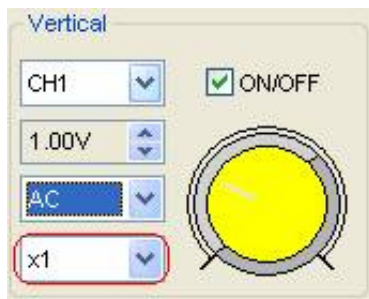 Vertical
CH1 ON/OFF
1.00V
AC
x1